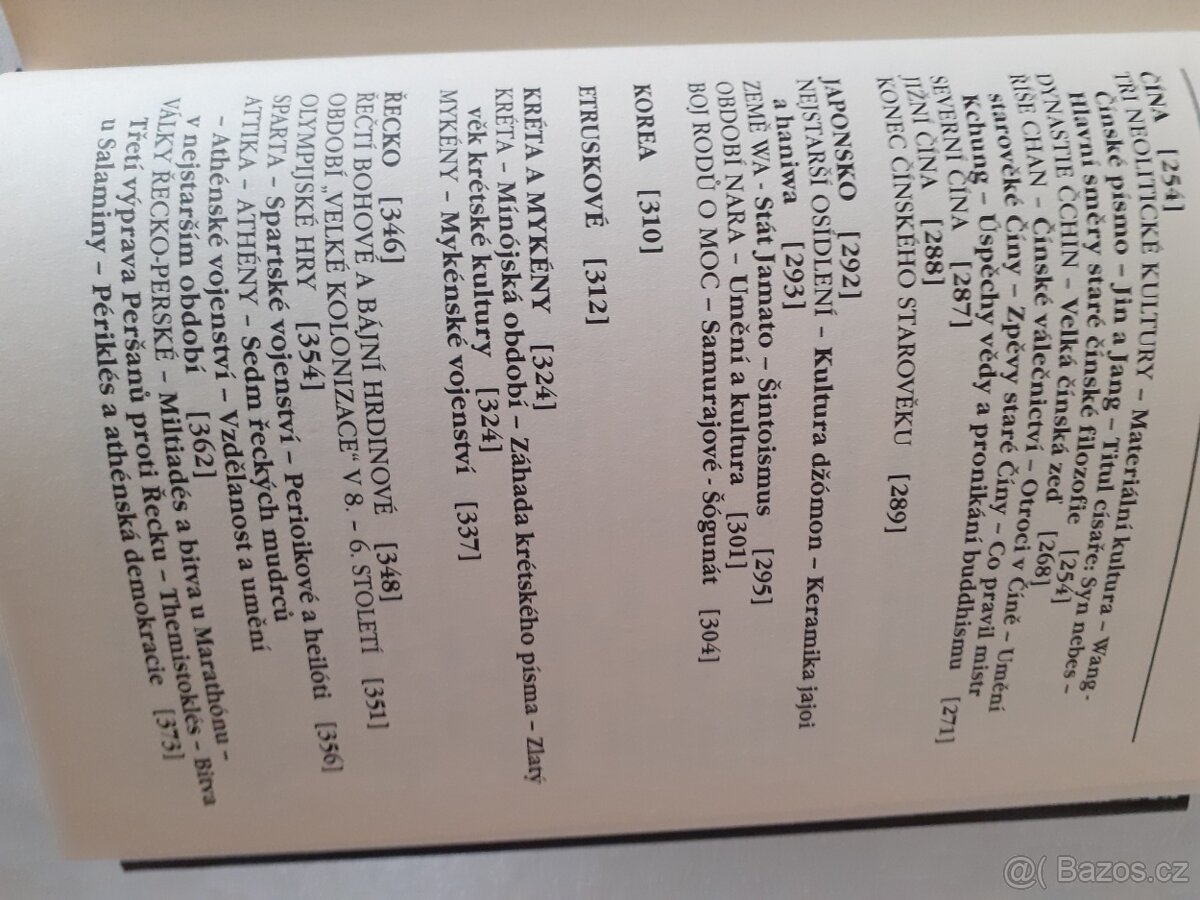 ČÍNA [254]
TŘI NEOLITICKÉ KULTURY – Materiální kultura – Wang -
Čínské písmo – Jin a Jang – Titul císaře: Syn nebes –
Hlavní směry staré čínské filozofie [254]
DYNASTIE ČCHIN – Velká čínská zeď [268]
ŘÍŠE CHAN – Čínské válečnictví – Otroci v Číně – Umění
starověké Číny – Zpěvy staré Číny – Co pravil mistr
Kchung – Úspěchy vědy a pronikání buddhismu [271]
SEVERNÍ ČÍNA [287]
JIŽNÍ ČÍNA [288]
KONEC ČÍNSKÉHO STAROVĚKU [289]
JAPONSKO [292]
NEJSTARŠÍ OSÍDLENÍ – Kultura džómon – Keramika jajoi
a haniwa [293]
ZEMĚ WA - Stát Jamato – Šintoismus [295]
OBDOBÍ NARA – Umění a kultura [301]
BOJ RODŮ O MOC – Samurajové - Šógunát [304]
KOREA [310]
ETRUSKOVÉ [312]
KRÉTA A MYKÉNY [324]
KRÉTA – Mínójská období – Záhada krétského písma – Zlatý
věk krétské kultury [324]
MYKÉNY – Mykénské vojenství [337]
ŘECKO [346]
ŘEČTÍ BOHOVÉ A BÁJNÍ HRDINOVÉ [348]
OBDOBÍ „VELKÉ KOLONIZACE“ V 8. – 6. STOLETÍ [351]
OLYMPIJSKÉ HRY [354]
SPARTA – Spartské vojenství – Perioikové a heilóti [356]
ATTIKA – ATHÉNY – Sedm řeckých mudrců
– Athénské vojenství – Vzdělanost a umění
v nejstarším období [362]
VÁLKY ŘECKO-PERSKÉ – Miltiadés a bitva u Marathónu –
Třetí výprava Peršanů proti Řecku – Themistoklés – Bitva
u Salaminy – Périklés a athénská demokracie [373]
@( Bazos.cz